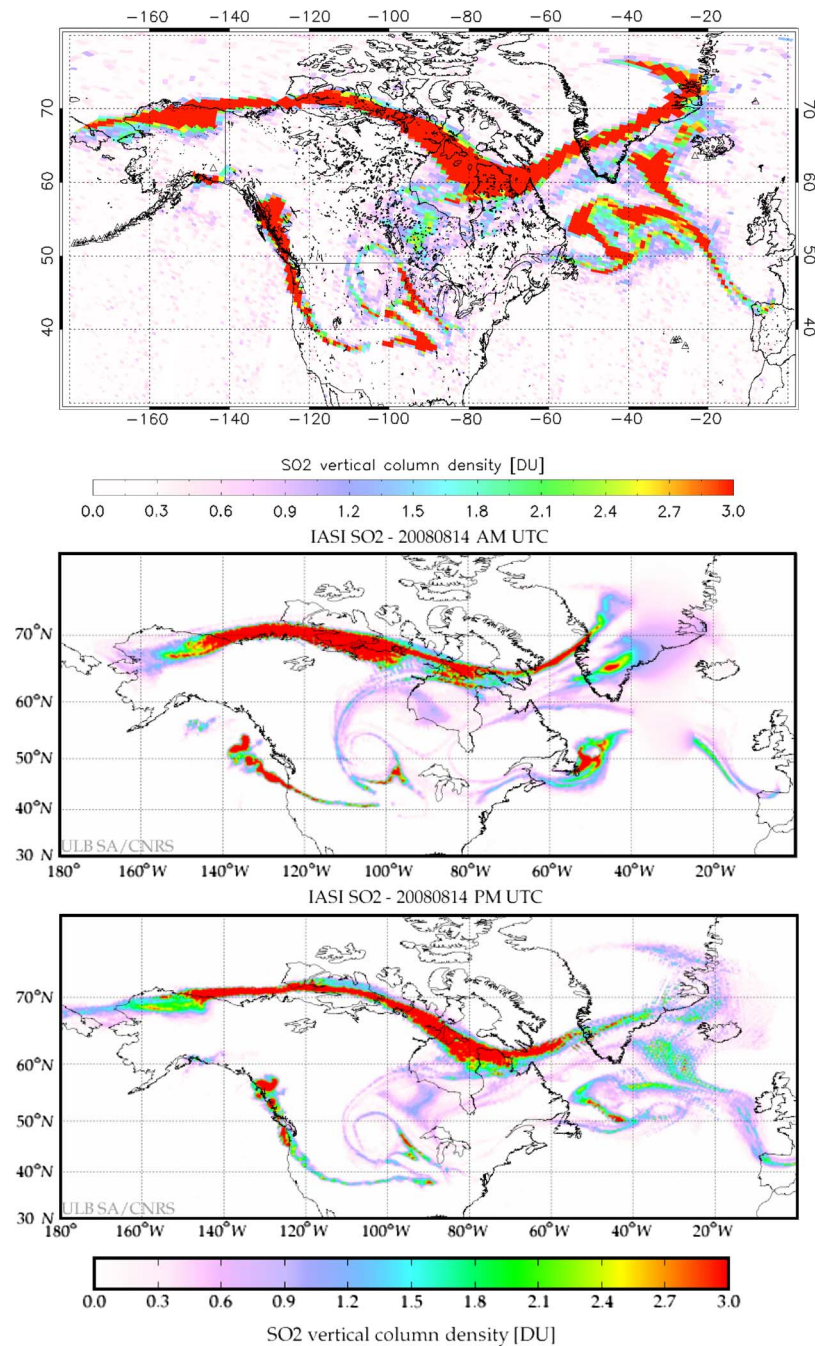 −160 −140 −120 −100 −80 −60 −40 −20
70 70
60 60
50 50
40 40
−160 −140 −120 −100 −80 −60 −40 −20
SO2 vertical column density [DU]
0.0 0.3 0.6 0.9 1.2 1.5 1.8 2.1 2.4 2.7 3.0
IASI SO2 - 20080814 AM UTC
70°N
60°N
50°N
40°N
ULB SA/CNRS
30 N
180° 160°W 140°W 120°W 100°W 80°W 60°W 40°W 20°W
IASI SO2 - 20080814 PM UTC
70°N
60°N
50°N
40°N
ULB SA/CNRS
30 N
180° 160°W 140°W 120°W 100°W 80°W 60°W 40°W 20°W
0.0 0.3 0.6 0.9 1.2 1.5 1.8 2.1 2.4 2.7 3.0
SO2 vertical column density [DU]